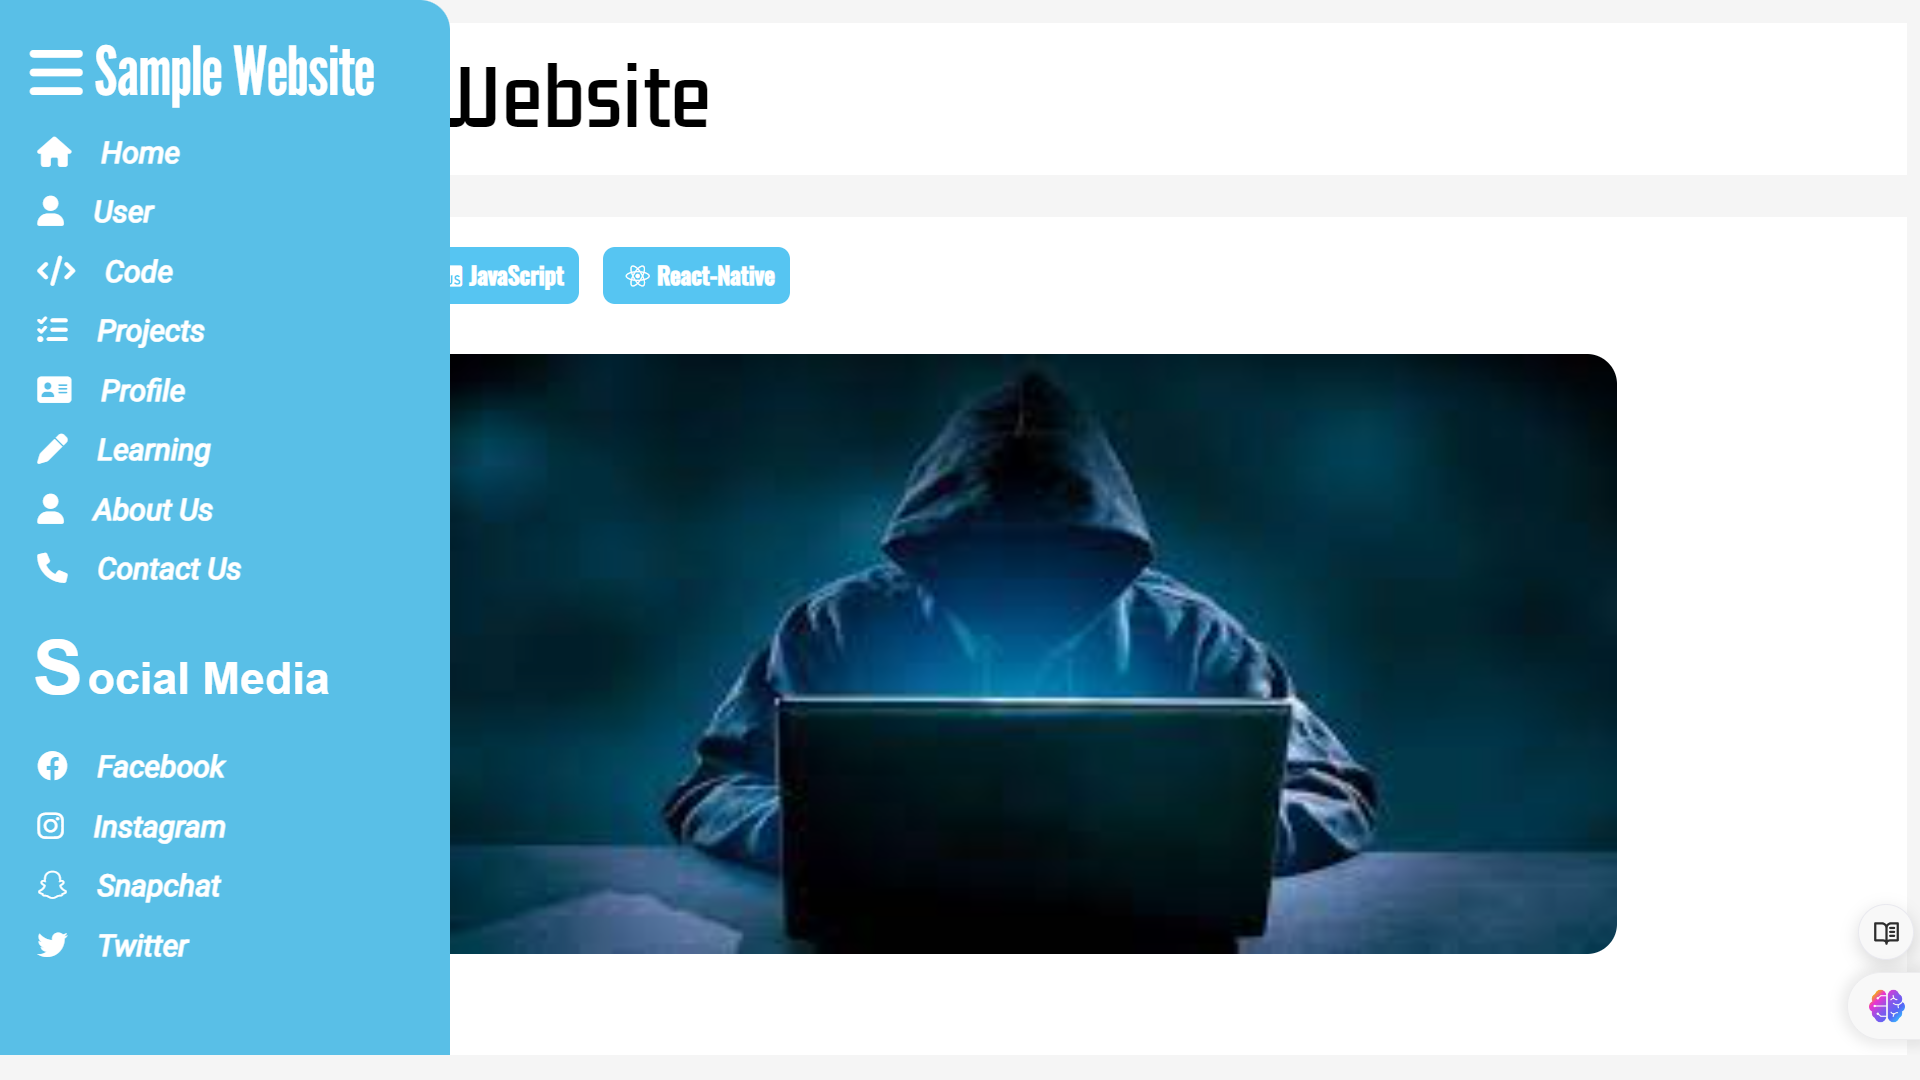 Sample Website
Home
User
Code
Projects
Profile
Learning
About Us
Contact Us
Social Media
Facebook
Instagram
Snapchat
Twitter
Website
JS JavaScript
React-Native